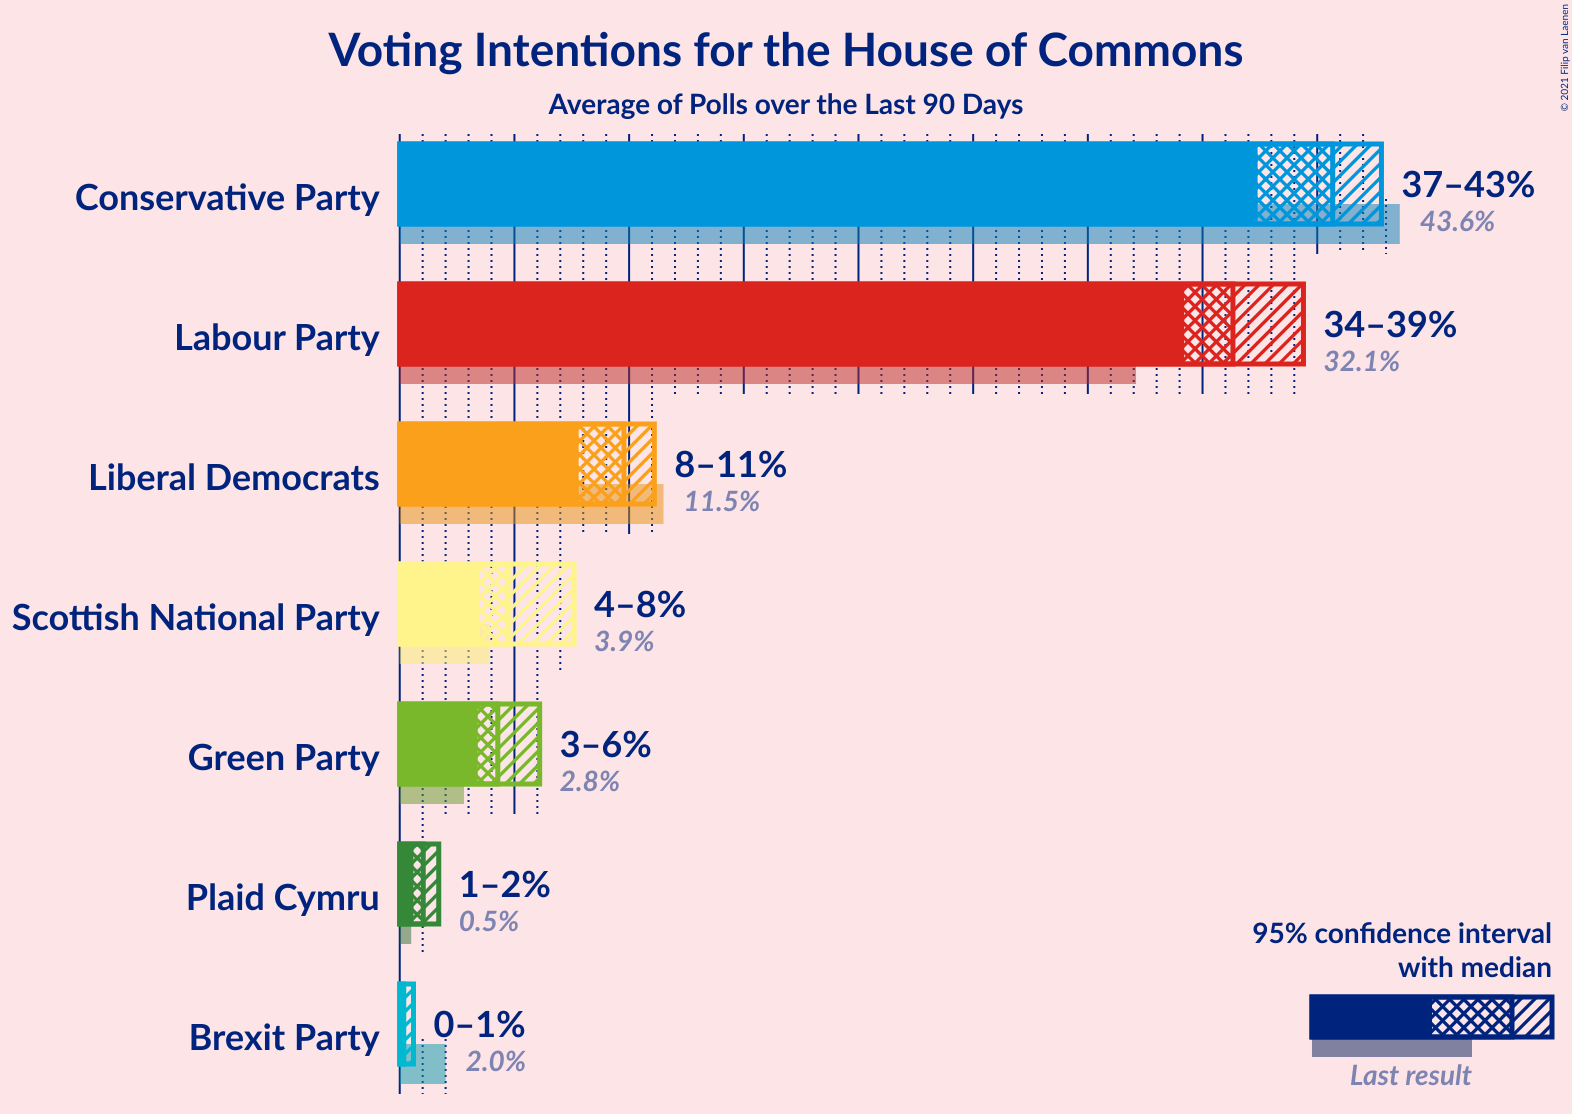 Voting Intentions for the House of Commons
Average of Polls over the Last 90 Days
© 2021 Filip van Laenen
Conservative Party
37–43%
43.6%
Labour Party
34–39%
32.1%
Liberal Democrats
8–11%
11.5%
Scottish National Party
4–8%
3.9%
Green Party
3–6%
2.8%
Plaid Cymru
1–2%
0.5%
Brexit Party
0–1%
2.0%
95% confidence interval
with median
Last result